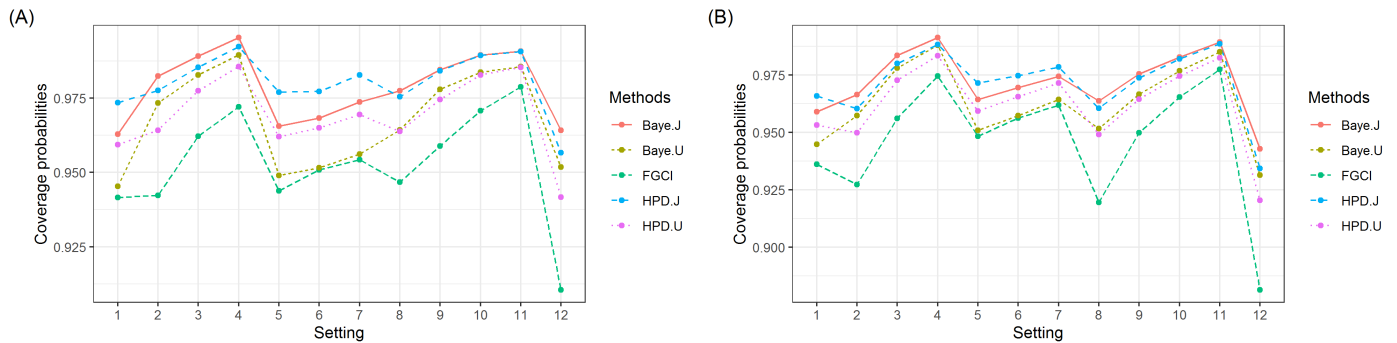 (A)
Coverage probabilities
0.975
0.950
0.925
1 2 3 4 5 6 7 8 9 10 11 12
Setting
Methods
Baye.J
Baye.U
FGCI
HPD.J
HPD.U
(B)
Coverage probabilities
0.975
0.950
0.925
0.900
1 2 3 4 5 6 7 8 9 10 11 12
Setting
Methods
Baye.J
Baye.U
FGCI
HPD.J
HPD.U